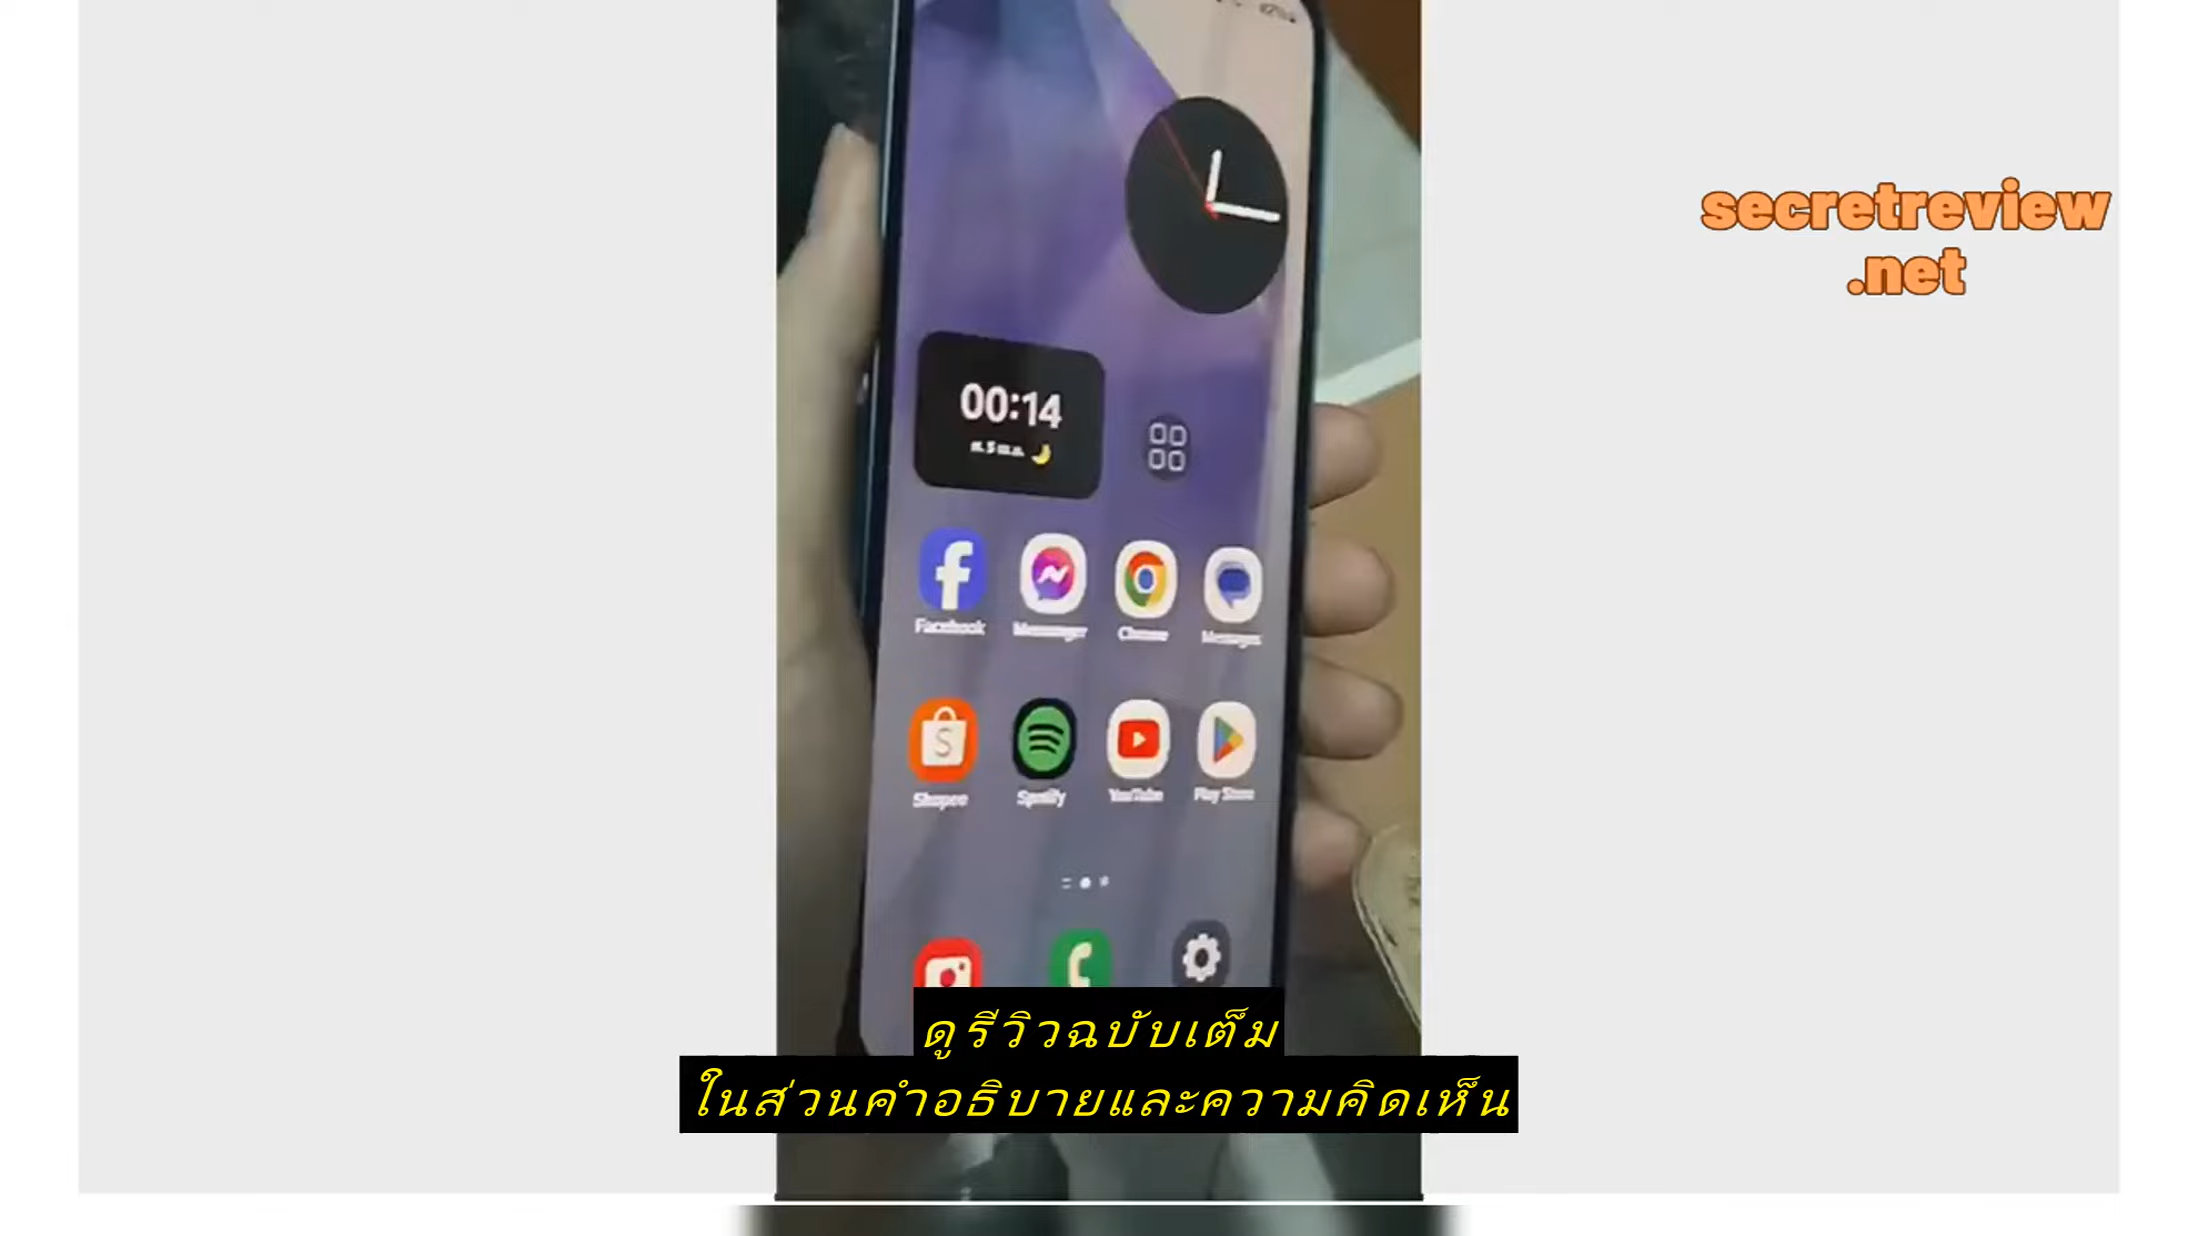 secretreview
.net
00:14
Facebook
Messenger
Chrome
Messages
Shopee
Spotify
YouTube
Play Store
ดูรีวิวฉบับเต็ม
ในส่วนคำอธิบายและความคิดเห็น